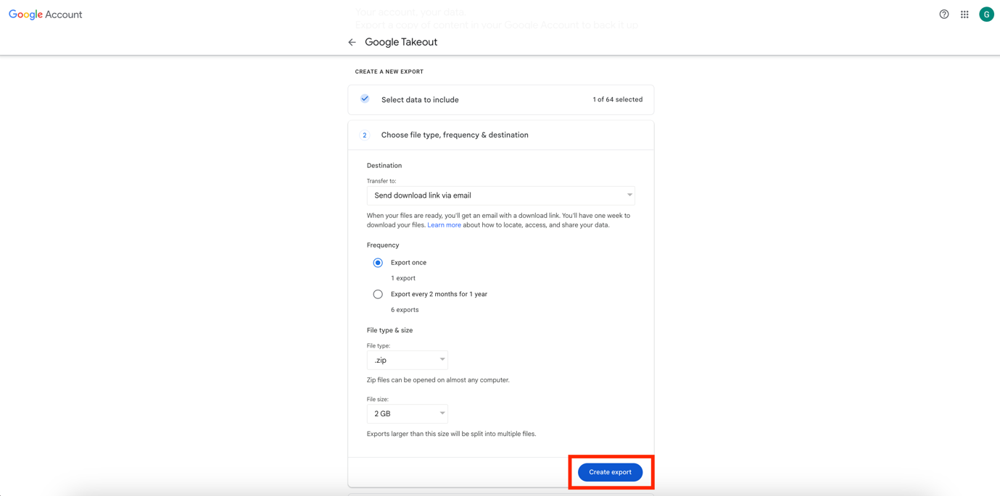 Google Account
Your account, your data
Export a copy of content in your Google Account to back it up
G
Google Takeout
CREATE A NEW EXPORT
Select data to include
1 of 64 selected
2
Choose file type, frequency & destination
Destination
Transfer to:
Send download link via email
When your files are ready, you'll get an email with a download link. You'll have one week to
download your files. Learn more about how to locate, access, and share your data.
Frequency
Export once
1 export
Export every 2 months for 1 year
6 exports
File type & size
File type:
.zip
Zip files can be opened on almost any computer.
File size:
2 GB
Exports larger than this size will be split into multiple files.
Create export